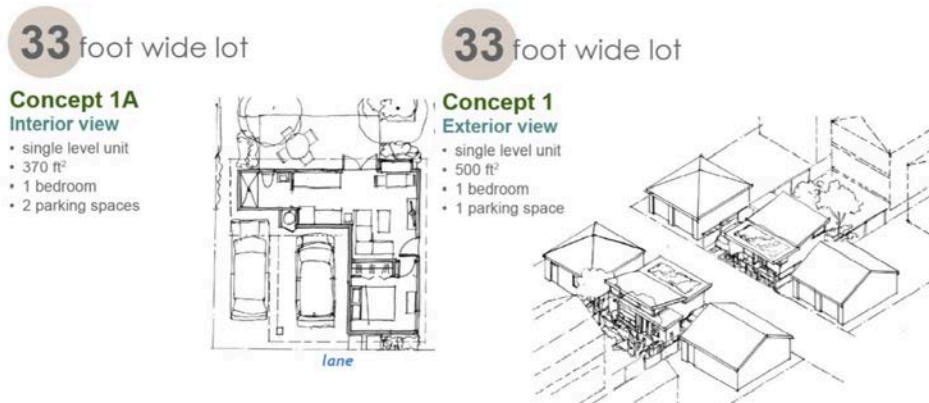 33 foot wide lot
Concept 1A
Interior view
• single level unit
• 370 ft²
• 1 bedroom
• 2 parking spaces
lane
33 foot wide lot
Concept 1
Exterior view
• single level unit
• 500 ft²
• 1 bedroom
• 1 parking space